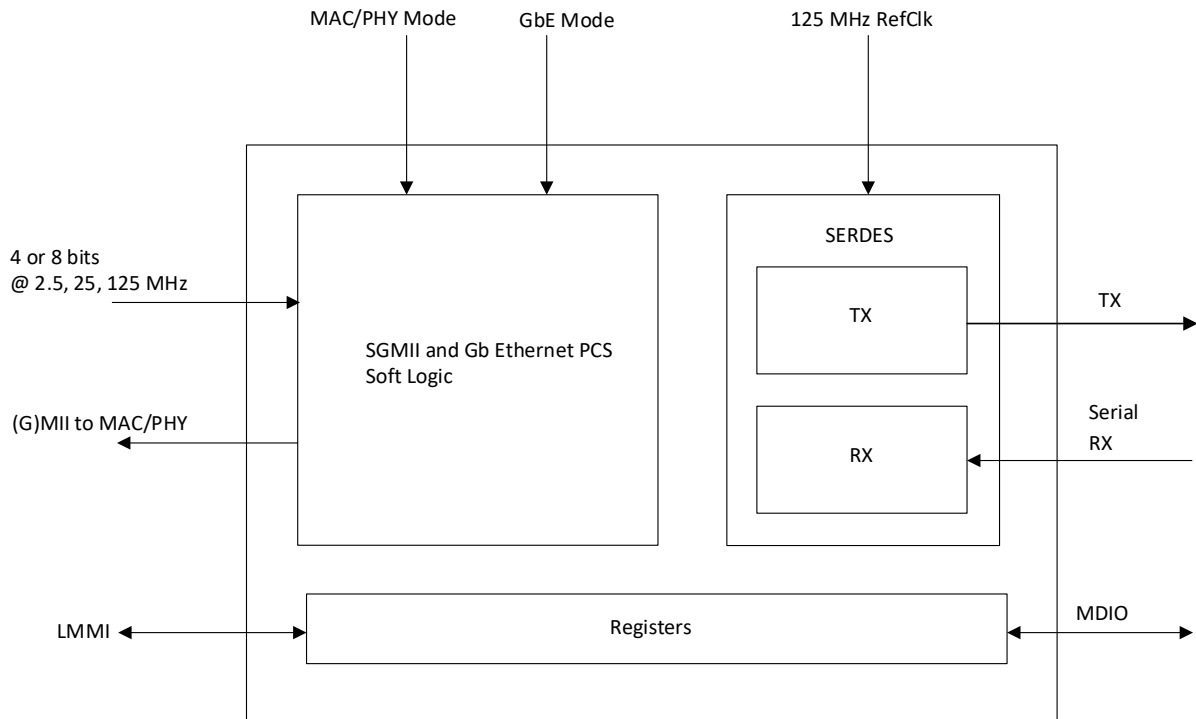 MAC/PHY Mode
GbE Mode
125 MHz RefClk
4 or 8 bits
@ 2.5, 25, 125 MHz
SERDES
TX
TX
SGMII and Gb Ethernet PCS
Soft Logic
(G)MII to MAC/PHY
RX
Serial
RX
LMMI
Registers
MDIO